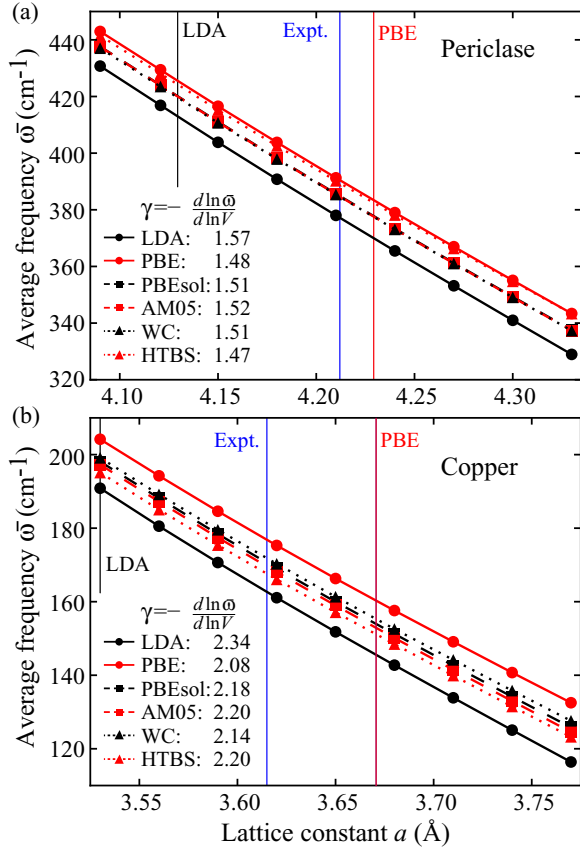 (a)
LDA
Expt.
PBE
Periclase
Average frequency ω̄ (cm⁻¹)
440
420
400
380
360
340
320
γ=− d ln ω̄ / d ln V
LDA: 1.57
PBE: 1.48
PBEsol: 1.51
AM05: 1.52
WC: 1.51
HTBS: 1.47
4.10 4.15 4.20 4.25 4.30
(b)
Expt.
PBE
Copper
LDA
Average frequency ω̄ (cm⁻¹)
200
180
160
140
120
γ=− d ln ω̄ / d ln V
LDA: 2.34
PBE: 2.08
PBEsol: 2.18
AM05: 2.20
WC: 2.14
HTBS: 2.20
3.55 3.60 3.65 3.70 3.75
Lattice constant a (Å)